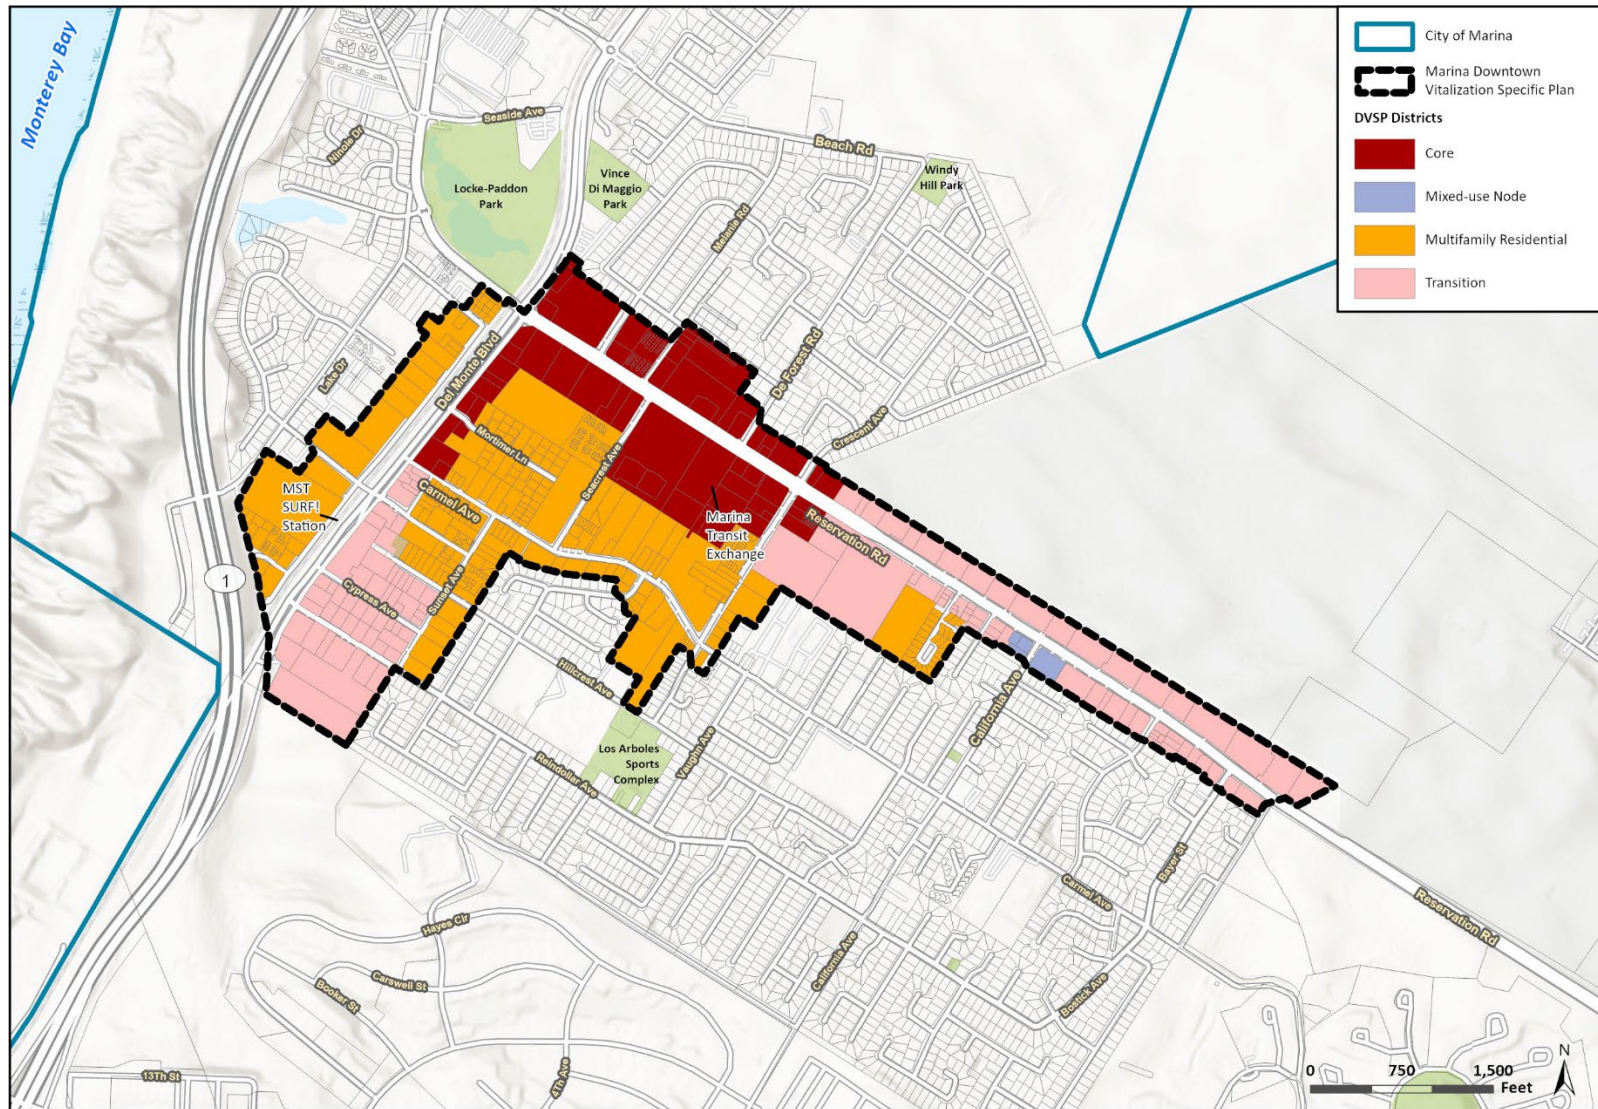 Monterey Bay
Seaside Ave
Ninole Dr
Locke-Paddon
Park
Vince
Di Maggio
Park
Beach Rd
Windy
Hill Park
Melanie Rd
De Forest Rd
Crescent Ave
Lake Dr
Del Monte Blvd
Mortimer Ln
Seacrest Ave
Carmel Ave
MST
SURF!
Station
Marina
Transit
Exchange
Reservation Rd
1
Cypress Ave
Sunset Ave
Hillcrest Ave
California Ave
Los Arboles
Sports
Complex
Vaughn Ave
Reindollar Ave
Bayer St
Carmel Ave
Reservation Rd
Hayes Cir
Carswell St
Booker St
California Ave
Bostick Ave
13Th St
4Th Ave
City of Marina
Marina Downtown
Vitalization Specific Plan
DVSP Districts
Core
Mixed-use Node
Multifamily Residential
Transition
0 750 1,500
Feet
N